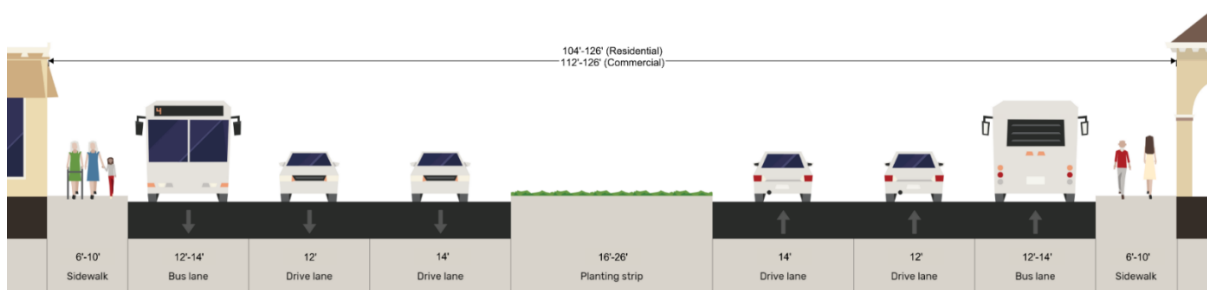 104'-126' (Residential)
112'-126' (Commercial)
4
6'-10'
Sidewalk
12'-14'
Bus lane
12'
Drive lane
14'
Drive lane
16'-26'
Planting strip
14'
Drive lane
12'
Drive lane
12'-14'
Bus lane
6'-10'
Sidewalk